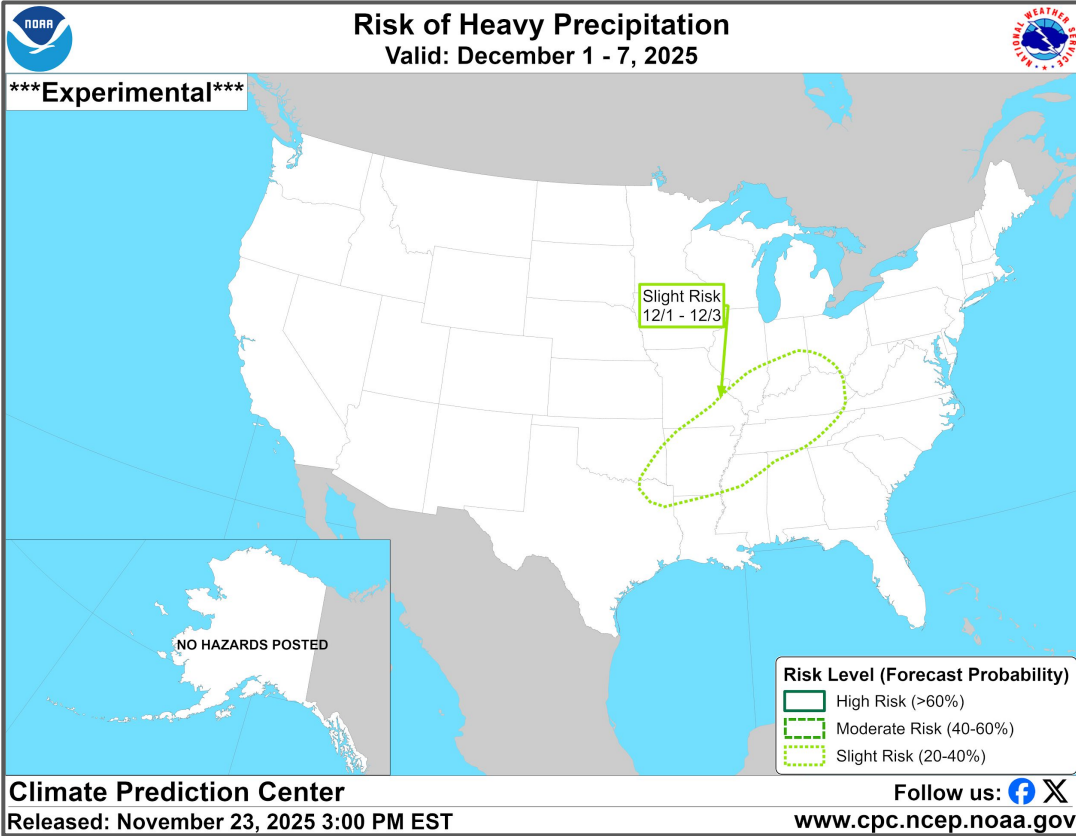 NOAA
Risk of Heavy Precipitation
Valid: December 1 - 7, 2025
NATIONAL WEATHER SERVICE
***Experimental***
Slight Risk
12/1 - 12/3
NO HAZARDS POSTED
Risk Level (Forecast Probability)
High Risk (>60%)
Moderate Risk (40-60%)
Slight Risk (20-40%)
Climate Prediction Center
Follow us:
Released: November 23, 2025 3:00 PM EST
www.cpc.ncep.noaa.gov